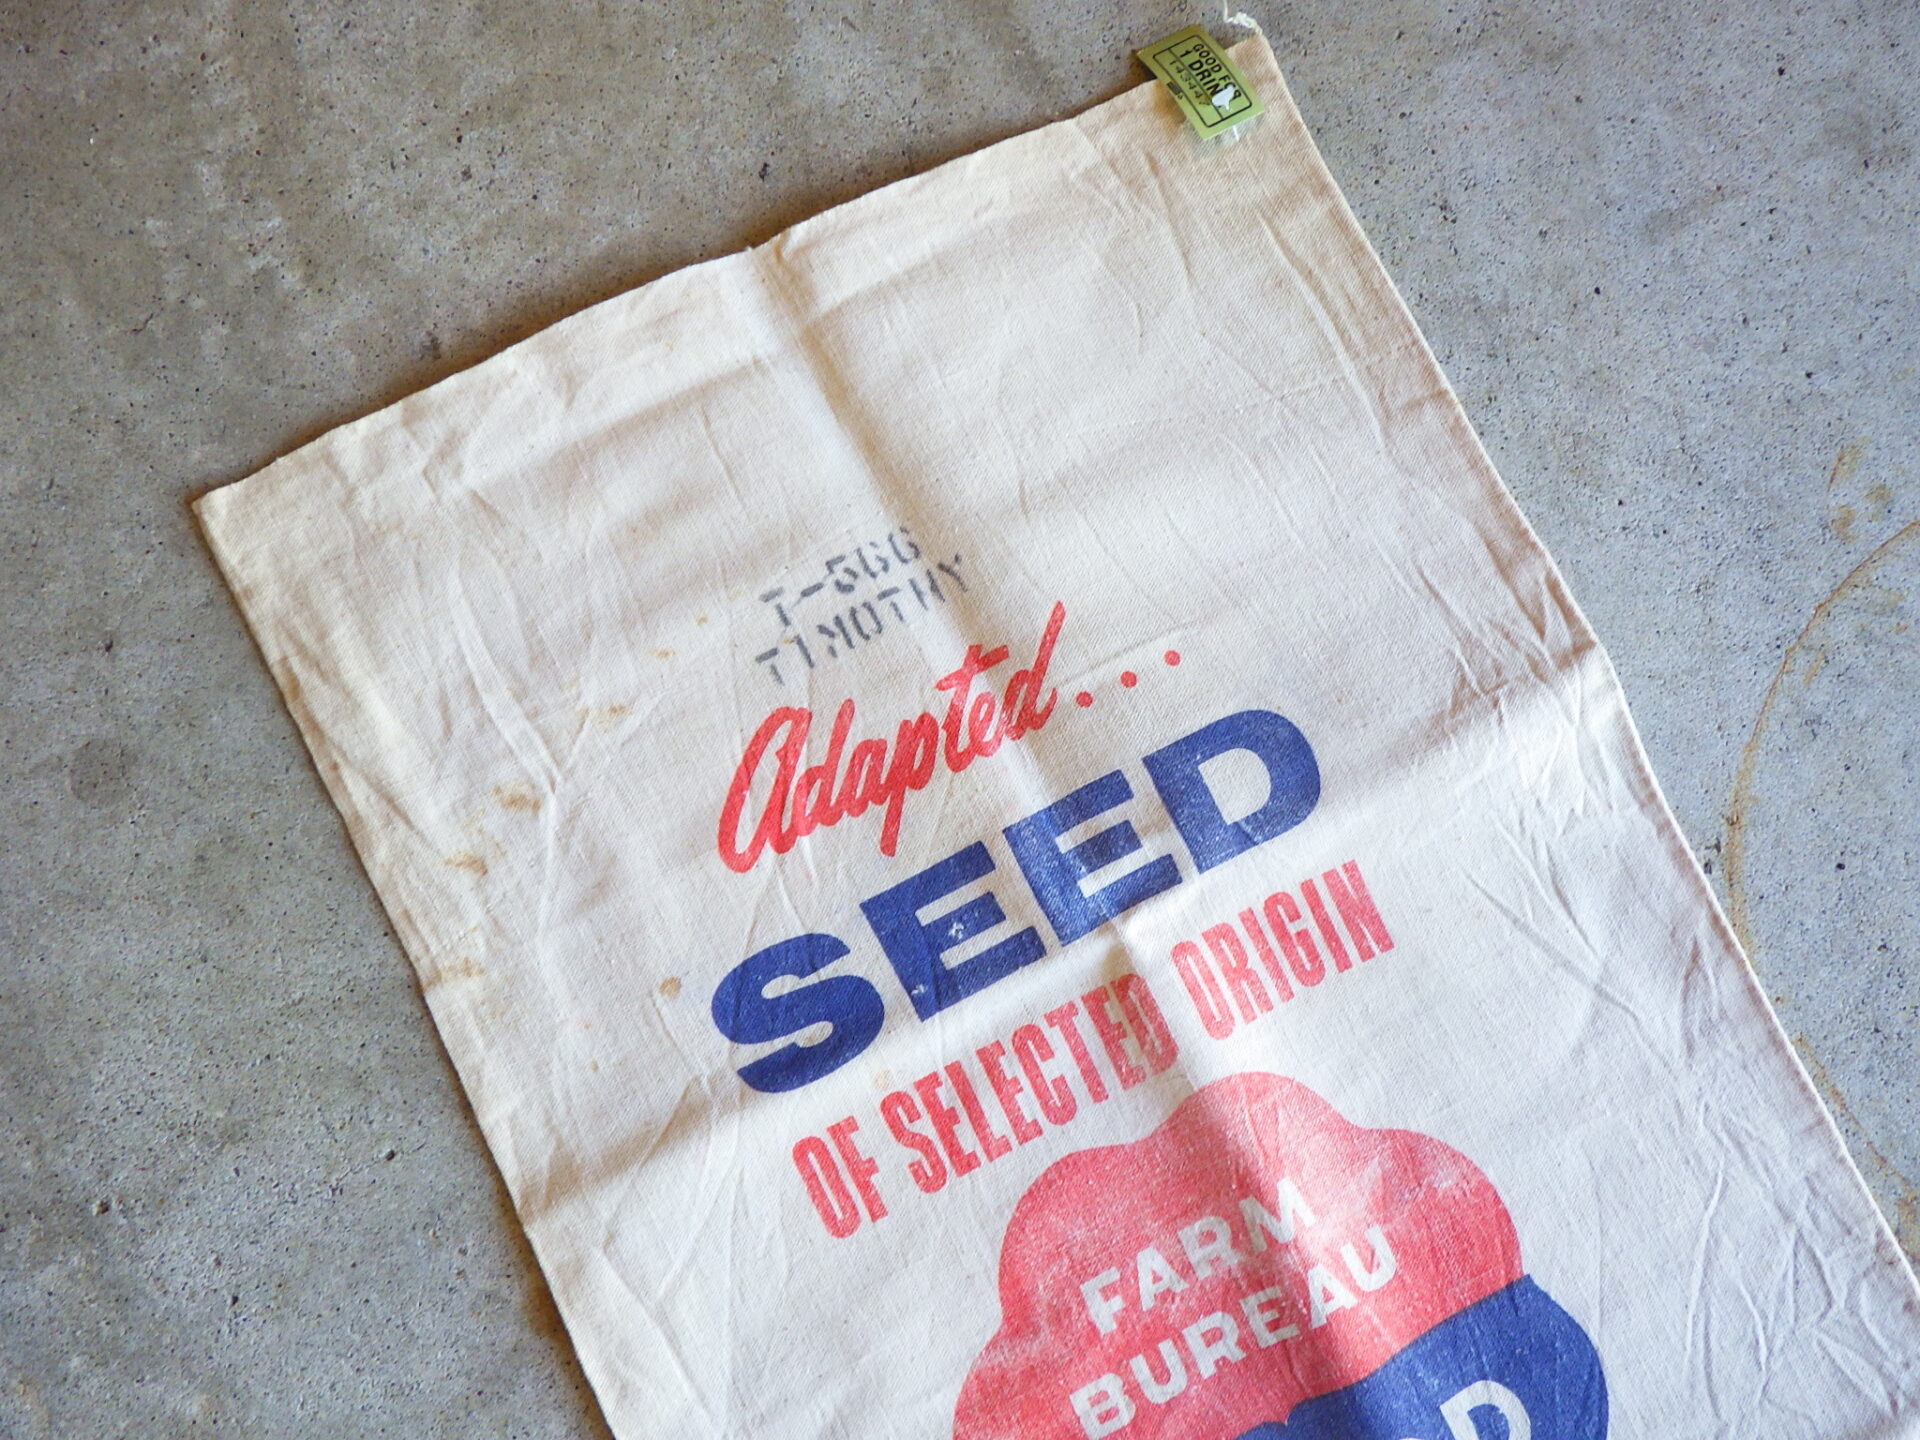 GOOD FOR
1 DRINK
T-566
TIMOTHY
Adapted...
SEED
OF SELECTED ORIGIN
FARM
BUREAU